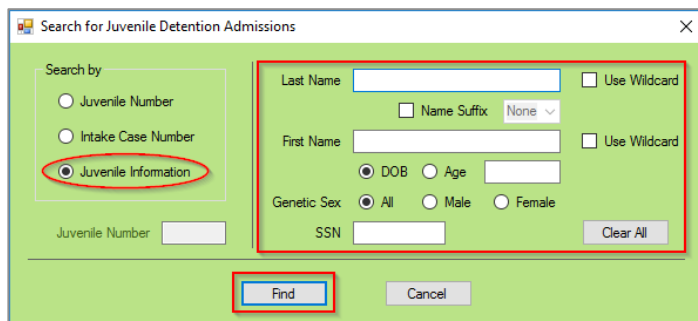 Search for Juvenile Detention Admissions
Search by
Juvenile Number
Intake Case Number
Juvenile Information
Juvenile Number
Last Name Use Wildcard
Name Suffix None
First Name Use Wildcard
DOB Age
Genetic Sex All Male Female
SSN Clear All
Find Cancel